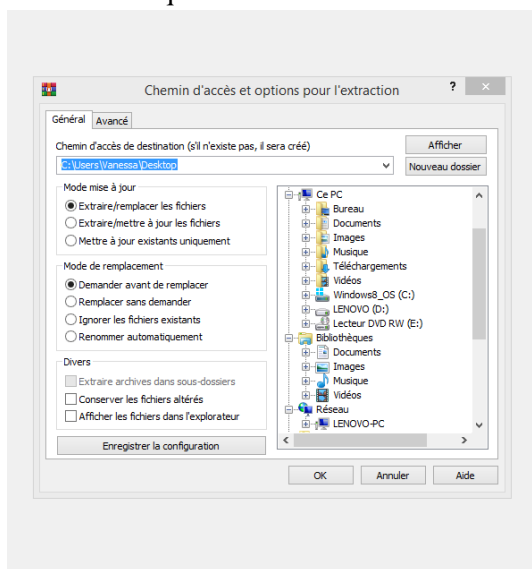 Chemin d'accès et options pour l'extraction
?
Général
Avancé
Chemin d'accès de destination (s'il n'existe pas, il sera créé)
Afficher
C:\Users\Vanessa\Desktop
Nouveau dossier
Mode mise à jour
Extraire/remplacer les fichiers
Extraire/mettre à jour les fichiers
Mettre à jour existants uniquement
Mode de remplacement
Demander avant de remplacer
Remplacer sans demander
Ignorer les fichiers existants
Renommer automatiquement
Divers
Extraire archives dans sous-dossiers
Conserver les fichiers altérés
Afficher les fichiers dans l'explorateur
Enregistrer la configuration
Ce PC
Bureau
Documents
Images
Musique
Téléchargements
Vidéos
Windows8_OS (C:)
LENOVO (D:)
Lecteur DVD RW (E:)
Bibliothèques
Documents
Images
Musique
Vidéos
Réseau
LENOVO-PC
OK
Annuler
Aide